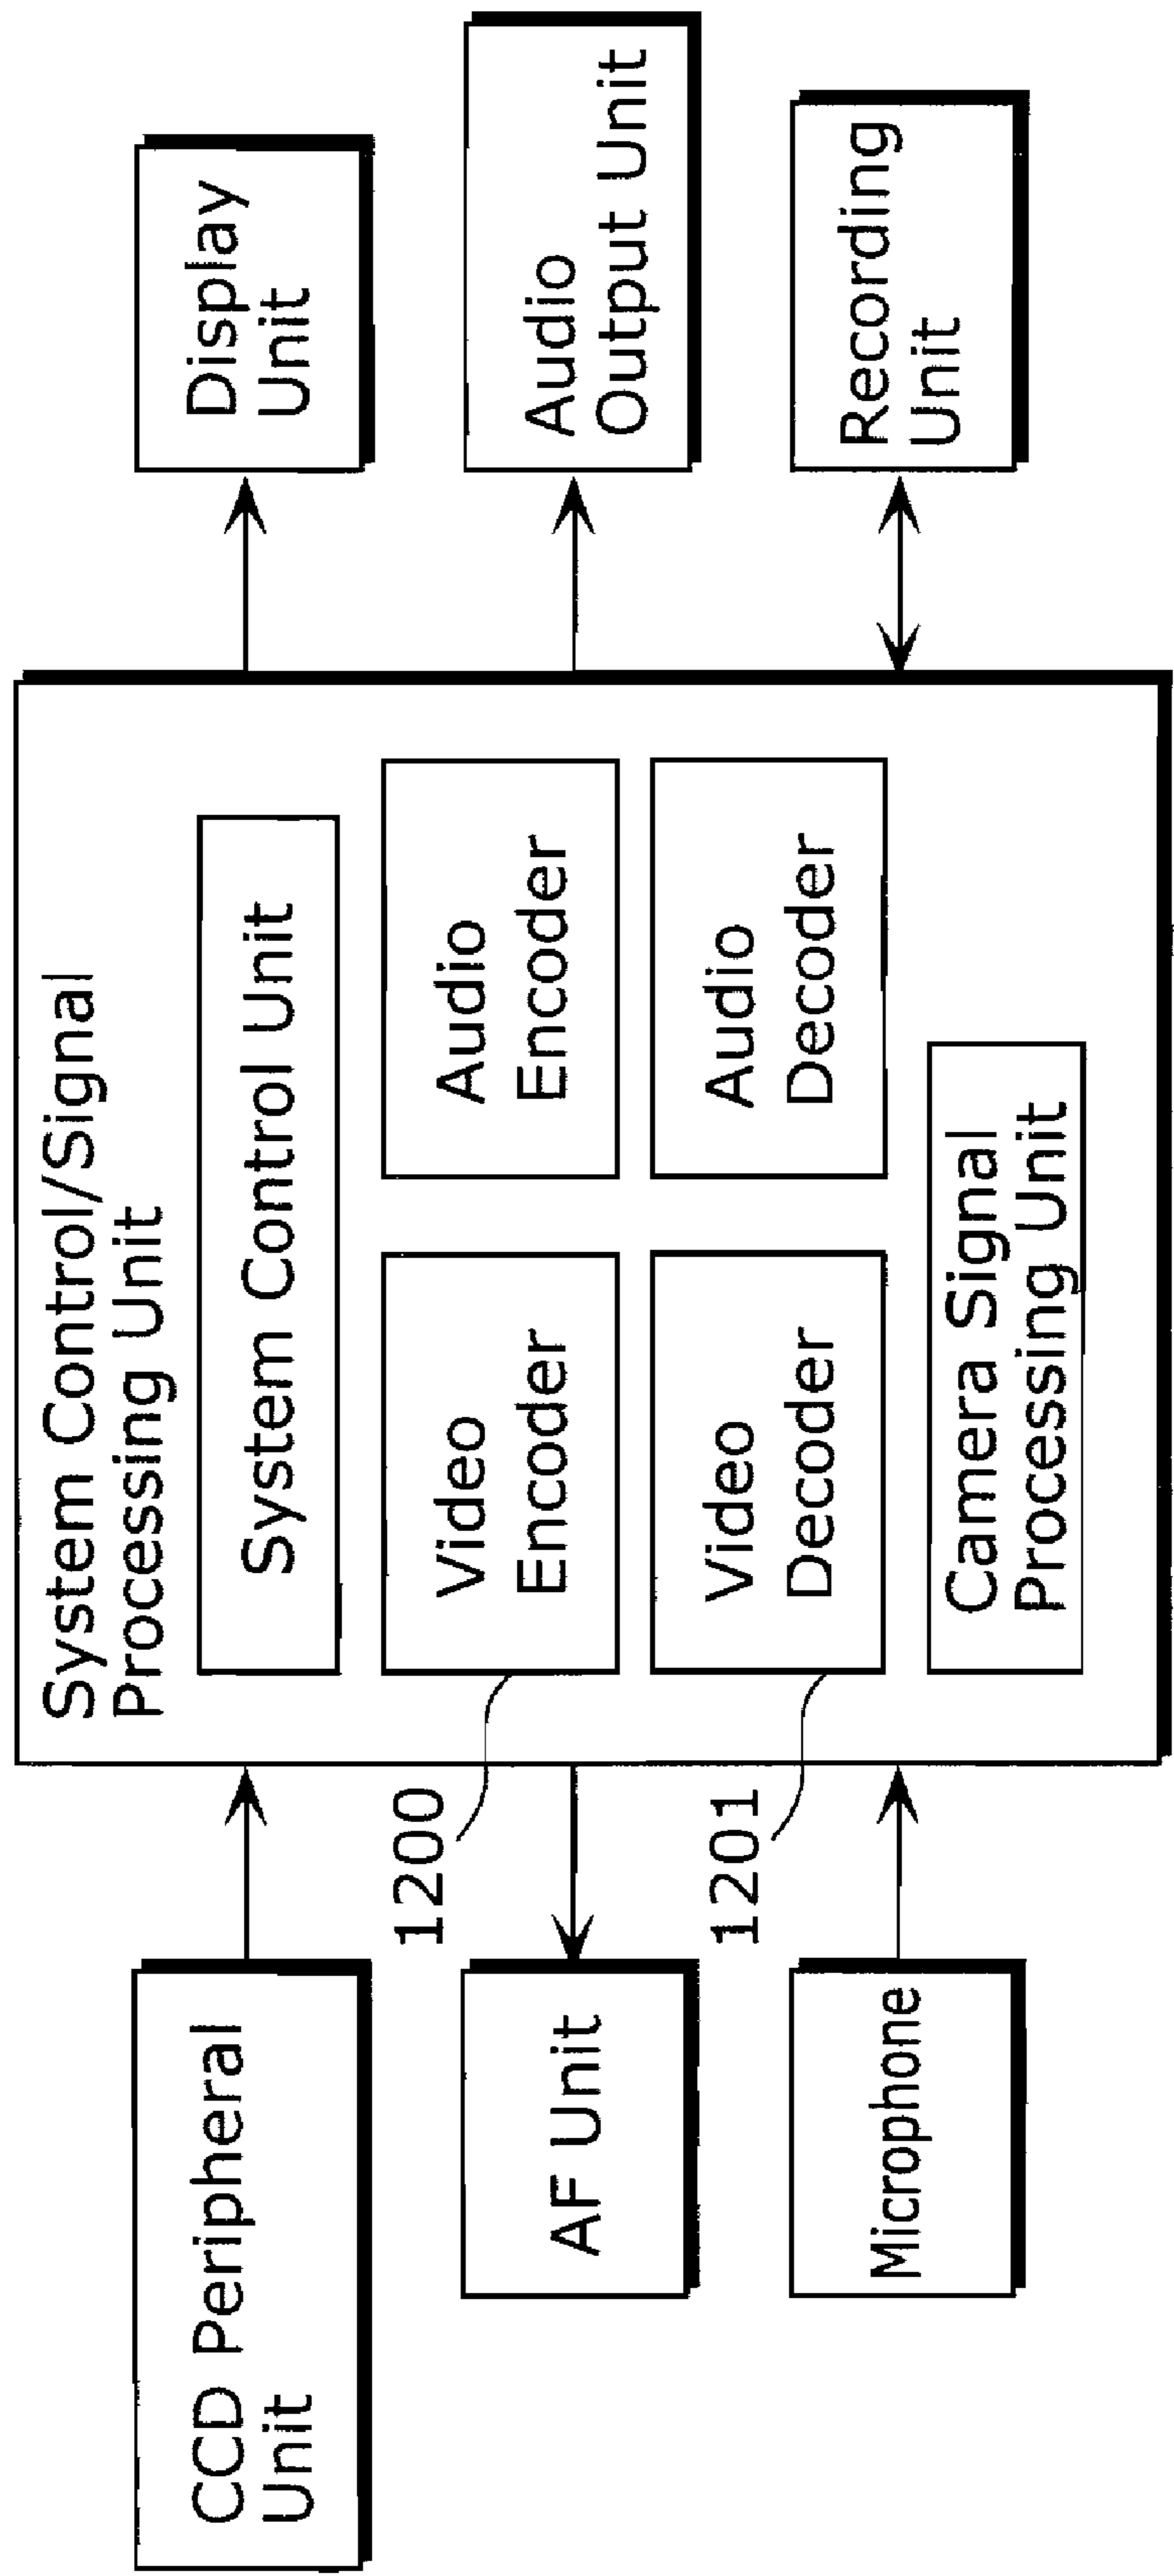 System Control/Signal
Processing Unit
System Control Unit
Video
Encoder
Audio
Encoder
Video
Decoder
Audio
Decoder
Camera Signal
Processing Unit
CCD Peripheral
Unit
1200
AF Unit
1201
Microphone
Display
Unit
Audio
Output Unit
Recording
Unit